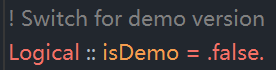 ! Switch for demo version
Logical :: isDemo = .false.